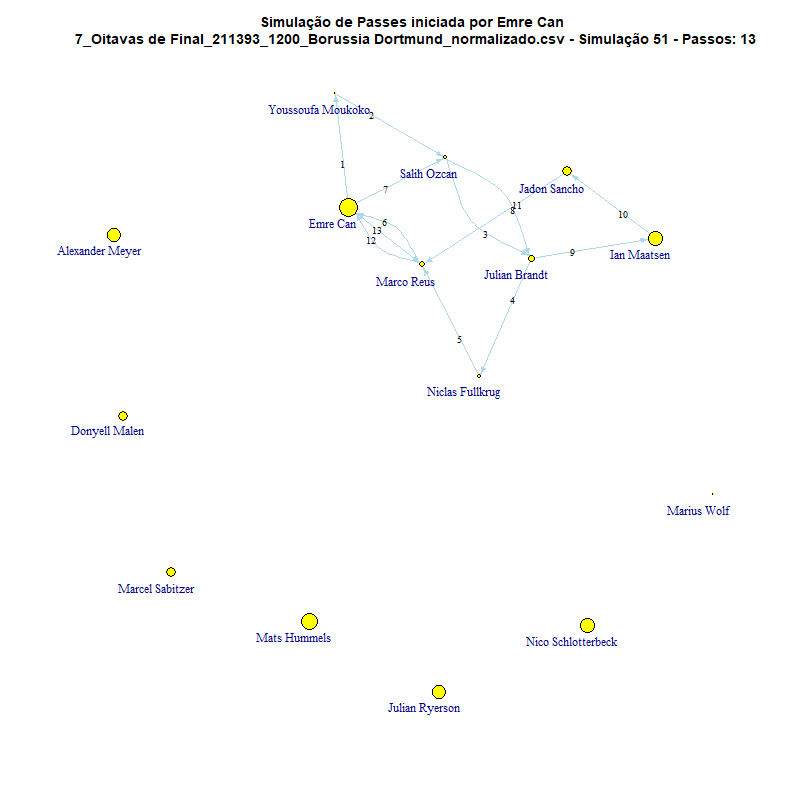 Simulação de Passes iniciada por Emre Can
7_Oitavas de Final_211393_1200_Borussia Dortmund_normalizado.csv - Simulação 51 - Passos: 13
Youssoufa Moukoko
2
Salih Ozcan
1
7
Jadon Sancho
11
8
10
Emre Can
6
13
12
3
Alexander Meyer
9
Ian Maatsen
Julian Brandt
Marco Reus
4
5
Niclas Fullkrug
Donyell Malen
Marius Wolf
Marcel Sabitzer
Mats Hummels
Nico Schlotterbeck
Julian Ryerson